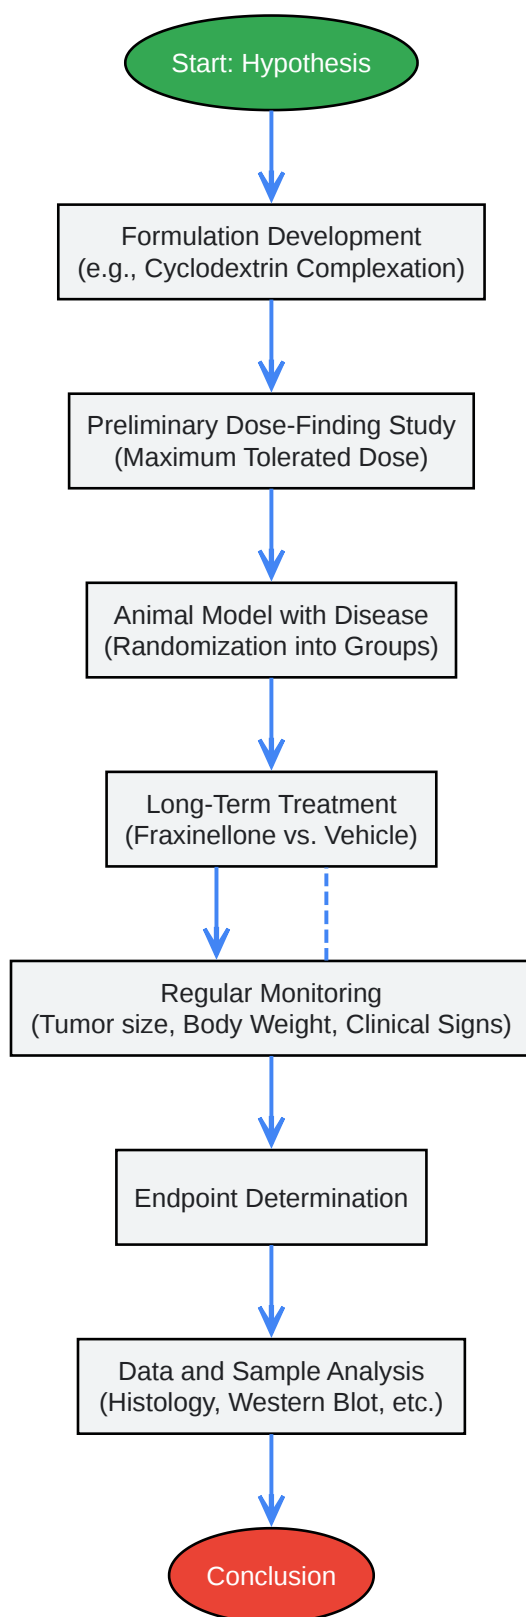 Start: Hypothesis
Formulation Development
(e.g., Cyclodextrin Complexation)
Preliminary Dose-Finding Study
(Maximum Tolerated Dose)
Animal Model with Disease
(Randomization into Groups)
Long-Term Treatment
(Fraxinellone vs. Vehicle)
Regular Monitoring
(Tumor size, Body Weight, Clinical Signs)
Endpoint Determination
Data and Sample Analysis
(Histology, Western Blot, etc.)
Conclusion